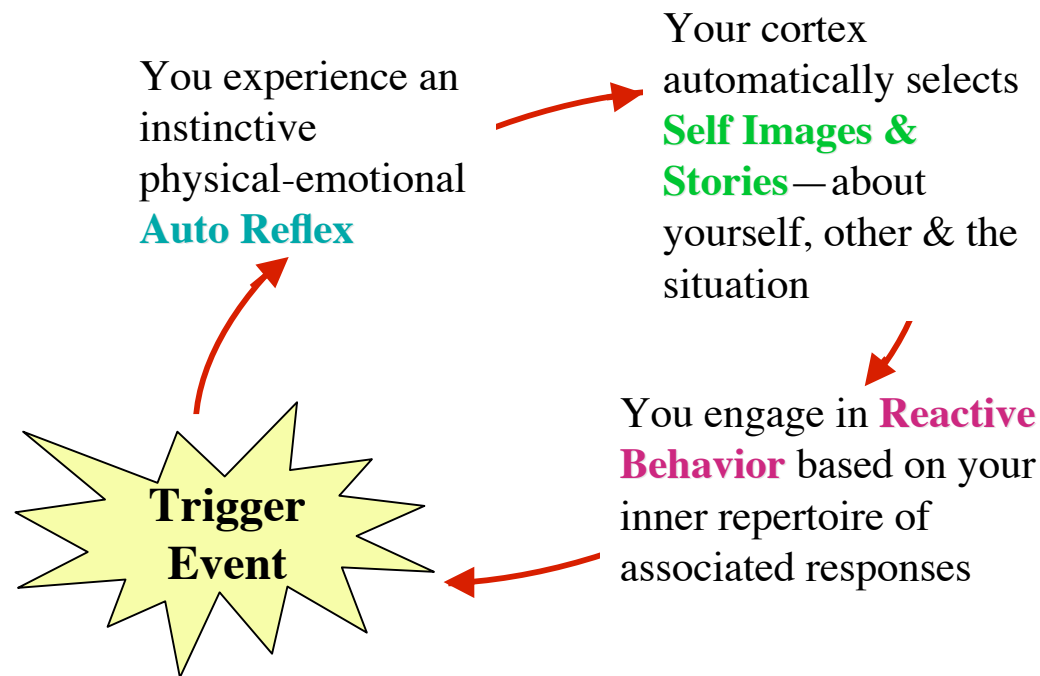 You experience an
instinctive
physical-emotional
Auto Reflex
Your cortex
automatically selects
Self Images &
Stories—about
yourself, other & the
situation
You engage in Reactive
Behavior based on your
inner repertoire of
associated responses
Trigger
Event